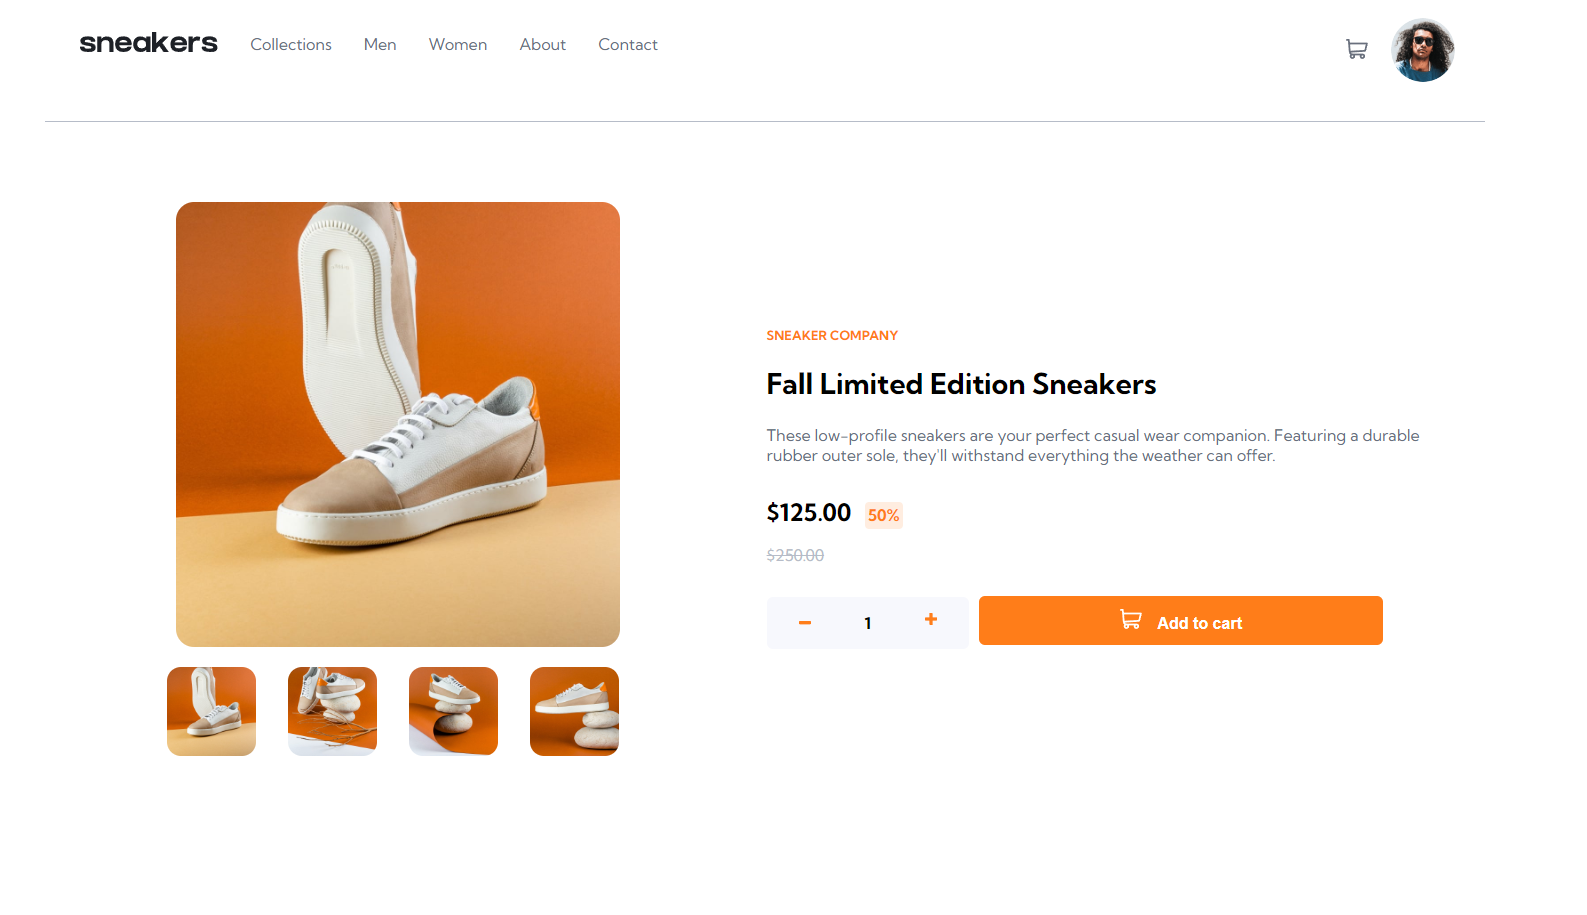 sneakers Collections Men Women About Contact
SNEAKER COMPANY
Fall Limited Edition Sneakers
These low-profile sneakers are your perfect casual wear companion. Featuring a durable
rubber outer sole, they'll withstand everything the weather can offer.
$125.00 50%
$250.00
1 Add to cart